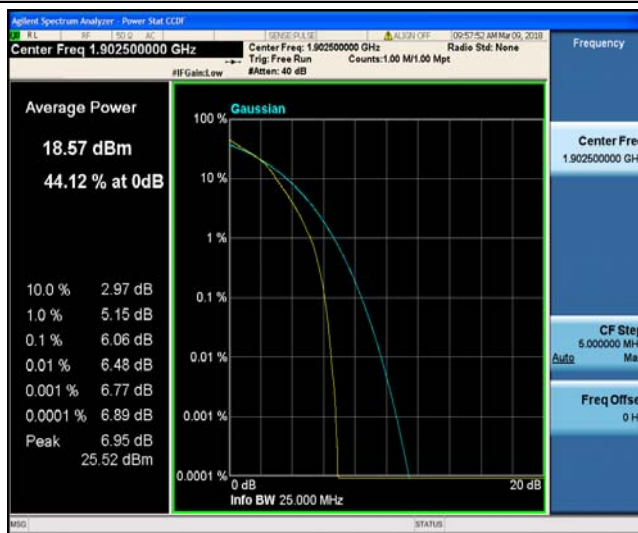 Agilent Spectrum Analyzer - Power Stat CCDF
RL RF 50 Ω AC SENSE:PULSE ALIGN OFF 09:57:52 AM Mar 09, 2018
Center Freq 1.902500000 GHz
Center Freq: 1.902500000 GHz Radio Std: None
Trig: Free Run Counts:1.00 M/1.00 Mpt
#IFGain:Low #Atten: 40 dB
Frequency
Average Power
18.57 dBm
44.12 % at 0dB
10.0 % 2.97 dB
1.0 % 5.15 dB
0.1 % 6.06 dB
0.01 % 6.48 dB
0.001 % 6.77 dB
0.0001 % 6.89 dB
Peak 6.95 dB
25.52 dBm
Gaussian
100 %
10 %
1 %
0.1 %
0.01 %
0.001 %
0.0001 %
0 dB 20 dB
Info BW 25.000 MHz
Center Fre
1.902500000 GH
CF Ste
5.000000 MH
Auto Ma
Freq Offse
0 H
MSG STATUS